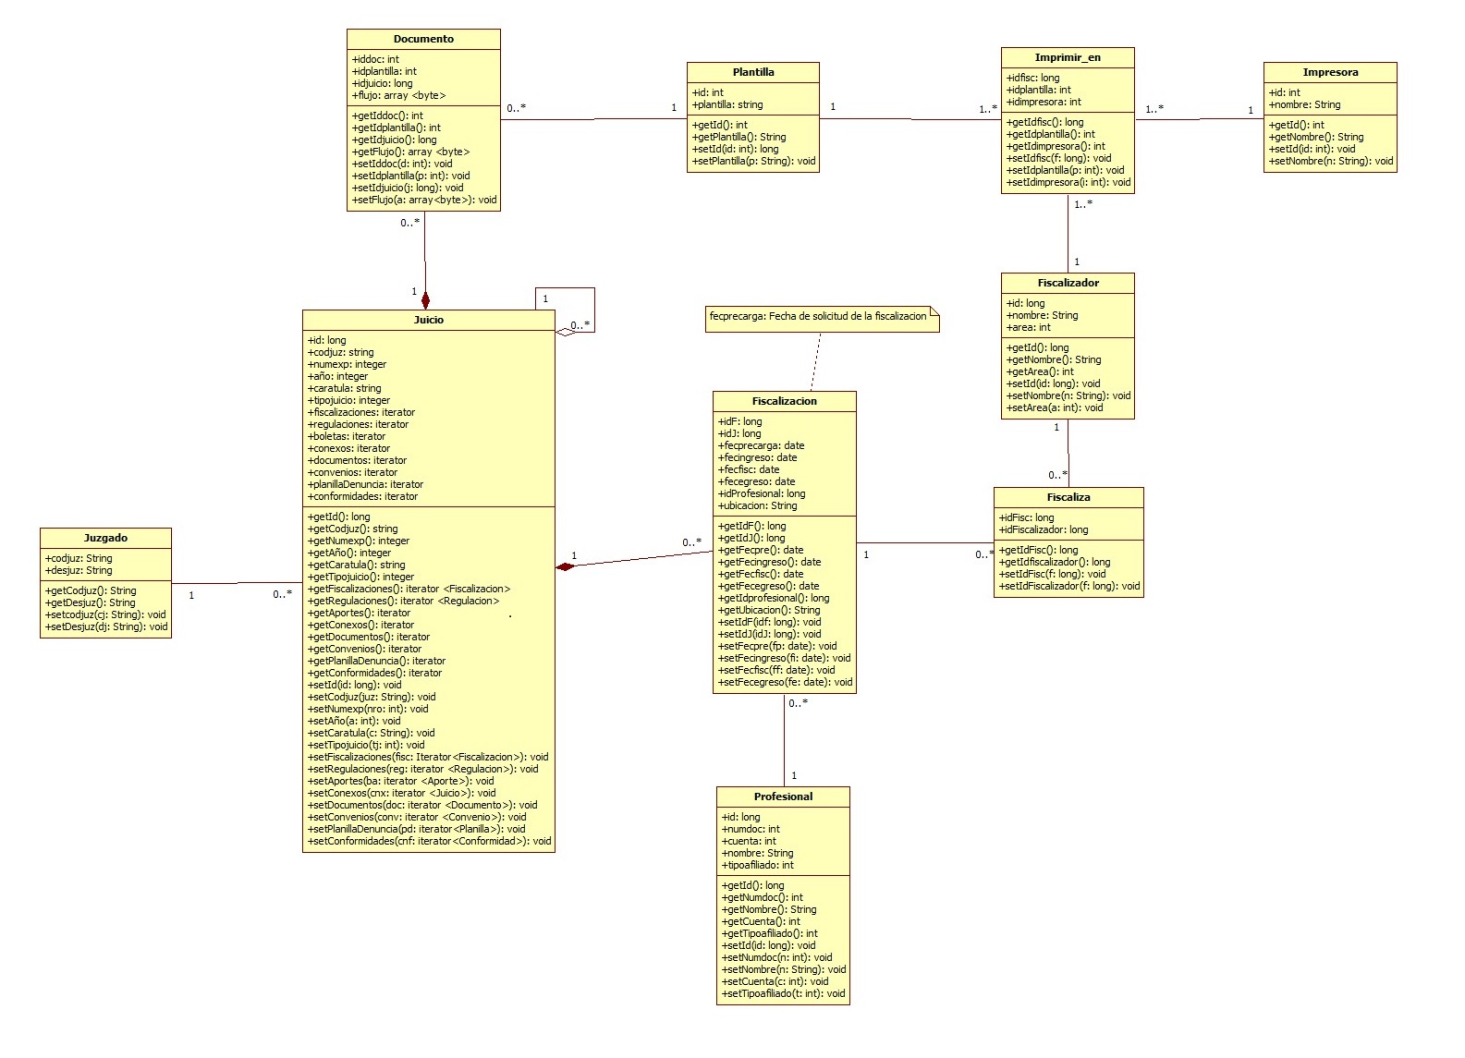 Documento
+iddoc: int
+idplantilla: int
+idjuicio: long
+flujo: array <byte>
+getIddoc(): int
+getIdplantilla(): int
+getIdjuicio(): long
+getFlujo(): array <byte>
+setIddoc(d: int): void
+setIdplantilla(p: int): void
+setIdjuicio(j: long): void
+setFlujo(a: array<byte>): void
0..*
1
Plantilla
+id: int
+plantilla: string
+getId(): int
+getPlantilla(): String
+setId(id: int): long
+setPlantilla(p: String): void
1
1..*
Imprimir_en
+idfisc: long
+idplantilla: int
+idimpresora: int
+getIdfisc(): long
+getIdplantilla(): int
+getIdimpresora(): int
+setIdfisc(f: long): void
+setIdplantilla(p: int): void
+setIdimpresora(i: int): void
1..*
1
Impresora
+id: int
+nombre: String
+getId(): int
+getNombre(): String
+setId(id: int): void
+setNombre(n: String): void
0..*
1
1..*
1
Juicio
+id: long
+codjuz: string
+numexp: integer
+año: integer
+caratula: string
+tipojuicio: integer
+fiscalizaciones: iterator
+regulaciones: iterator
+boletas: iterator
+conexos: iterator
+documentos: iterator
+convenios: iterator
+planillaDenuncia: iterator
+conformidades: iterator
+getId(): long
+getCodjuz(): string
+getNumexp(): integer
+getAño(): integer
+getCaratula(): string
+getTipojuicio(): integer
+getFiscalizaciones(): iterator <Fiscalizacion>
+getRegulaciones(): iterator <Regulacion>
+getAportes(): iterator
+getConexos(): iterator
+getDocumentos(): iterator
+getConvenios(): iterator
+getPlanillaDenuncia(): iterator
+getConformidades(): iterator
+setId(id: long): void
+setCodjuz(juz: String): void
+setNumexp(nro: int): void
+setAño(a: int): void
+setCaratula(c: String): void
+setTipojuicio(tj: int): void
+setFiscalizaciones(fisc: Iterator<Fiscalizacion>): void
+setRegulaciones(reg: iterator <Regulacion>): void
+setAportes(ba: iterator <Aporte>): void
+setConexos(cnx: iterator <Juicio>): void
+setDocumentos(doc: iterator <Documento>): void
+setConvenios(conv: iterator <Convenio>): void
+setPlanillaDenuncia(pd: iterator<Planilla>): void
+setConformidades(cnf: iterator<Conformidad>): void
1
0..*
fecprecarga: Fecha de solicitud de la fiscalizacion
Fiscalizador
+id: long
+nombre: String
+area: int
+getId(): long
+getNombre(): String
+getArea(): int
+setId(id: long): void
+setNombre(n: String): void
+setArea(a: int): void
1
0..*
Fiscalizacion
+idF: long
+idJ: long
+fecprecarga: date
+fecingreso: date
+fecfisc: date
+fecegreso: date
+idProfesional: long
+ubicacion: String
+getIdF(): long
+getIdJ(): long
+getFecpre(): date
+getFecingreso(): date
+getFecfisc(): date
+getFecegreso(): date
+getIdprofesional(): long
+getUbicacion(): String
+setIdF(idf: long): void
+setIdJ(idJ: long): void
+setFecpre(fp: date): void
+setFecingreso(fi: date): void
+setFecfisc(ff: date): void
+setFecegreso(fe: date): void
1
0..*
1
0..*
Fiscaliza
+idFisc: long
+idFiscalizador: long
+getIdFisc(): long
+getIdfiscalizador(): long
+setIdFisc(f: long): void
+setIdFiscalizador(f: long): void
Juzgado
+codjuz: String
+desjuz: String
+getCodjuz(): String
+getDesjuz(): String
+setcodjuz(cj: String): void
+setDesjuz(dj: String): void
1
0..*
0..*
1
Profesional
+id: long
+numdoc: int
+cuenta: int
+nombre: String
+tipoafiliado: int
+getId(): long
+getNumdoc(): int
+getNombre(): String
+getCuenta(): int
+getTipoafiliado(): int
+setId(id: long): void
+setNumdoc(n: int): void
+setNombre(n: String): void
+setCuenta(c: int): void
+setTipoafiliado(t: int): void